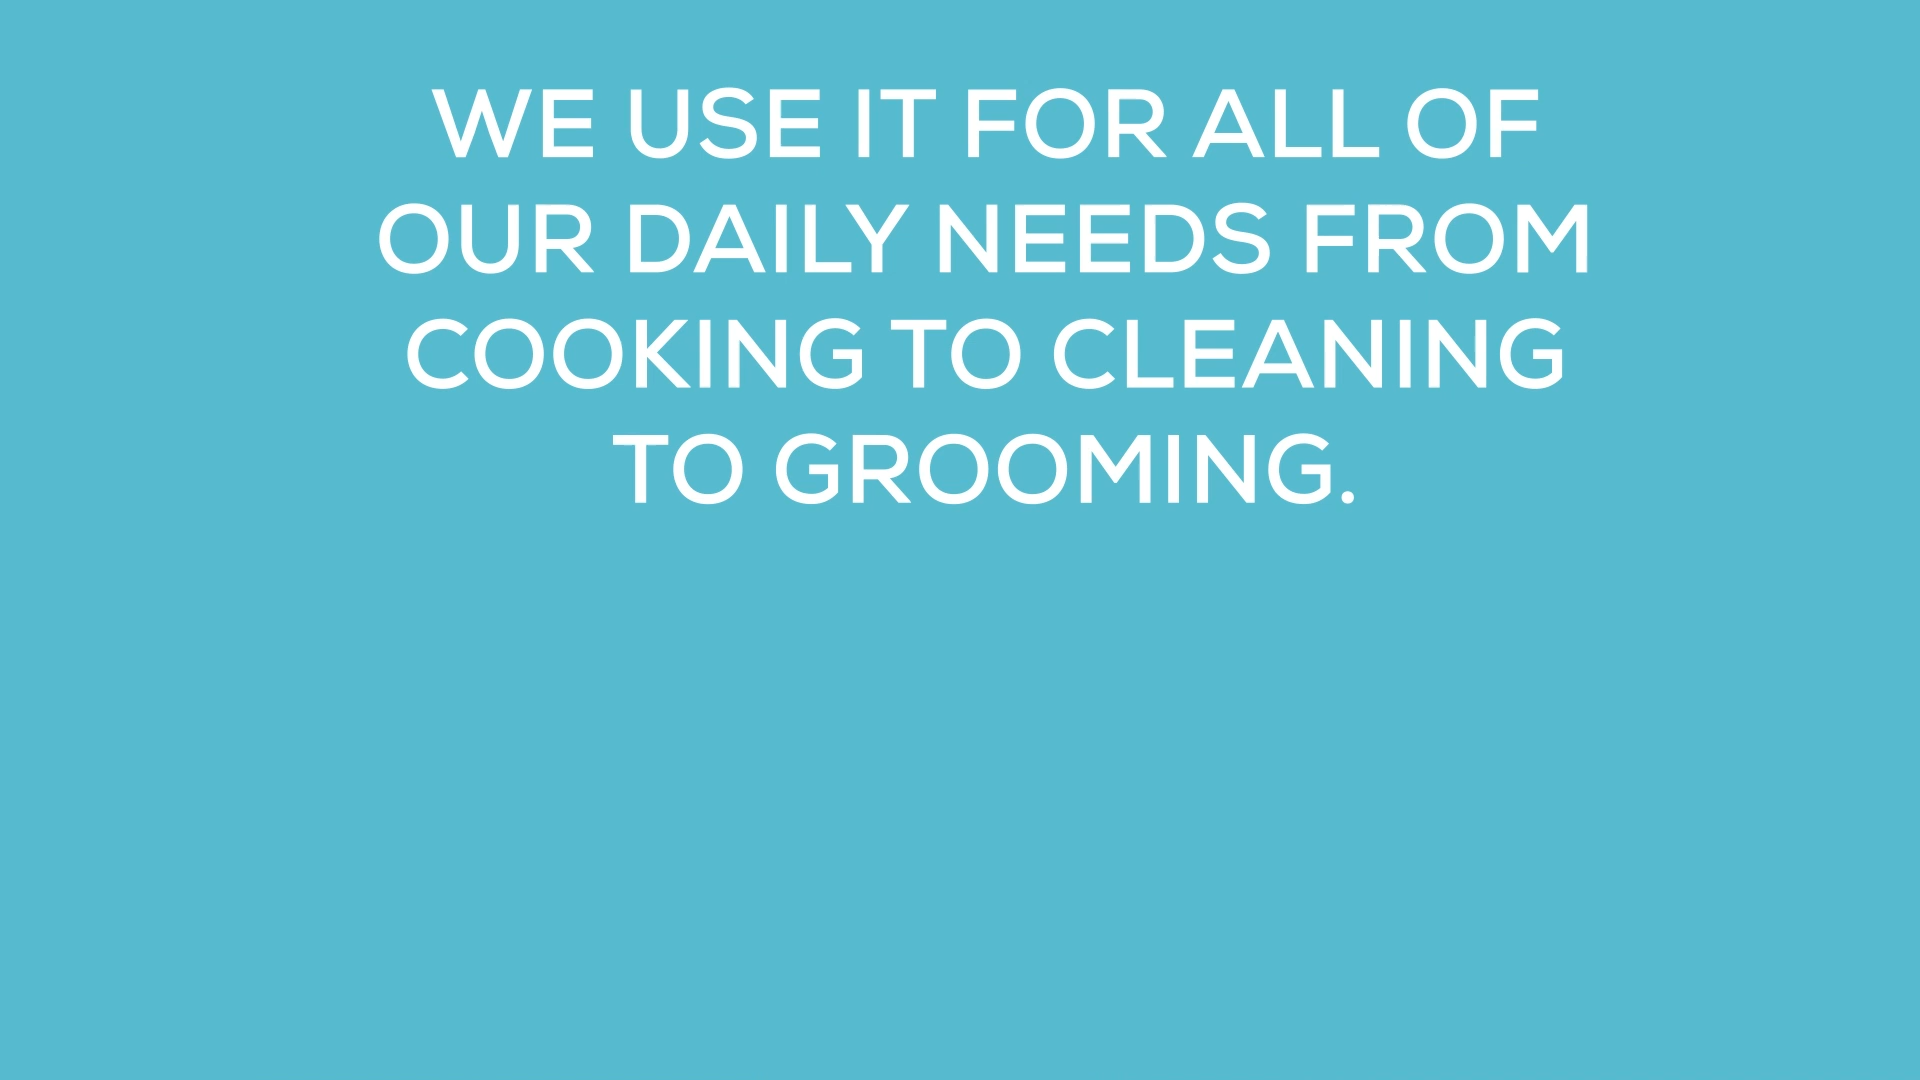 WE USE IT FOR ALL OF
OUR DAILY NEEDS FROM
COOKING TO CLEANING
TO GROOMING.